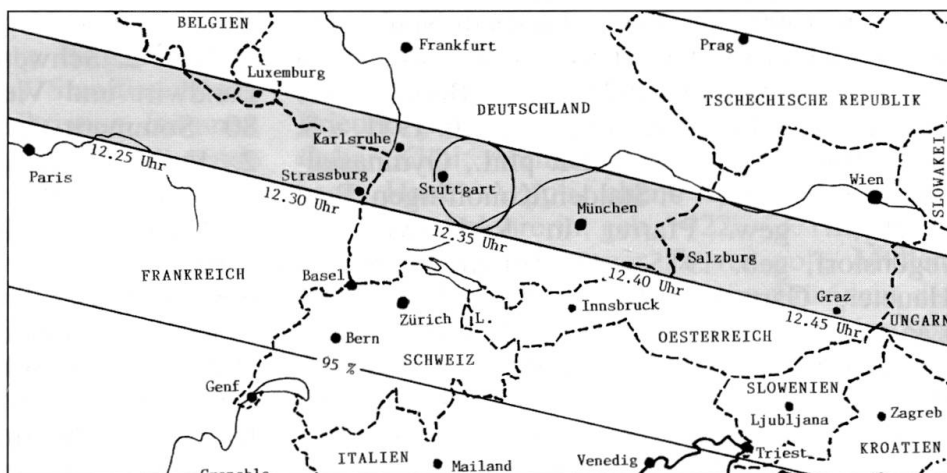 BELGIEN
Frankfurt
Prag
Luxemburg
DEUTSCHLAND
TSCHECHISCHE REPUBLIK
SLOWAKEI
Karlsruhe
12.25 Uhr
Paris
Strassburg
Stuttgart
Wien
12.30 Uhr
München
12.35 Uhr
Salzburg
FRANKREICH
Basel
12.40 Uhr
Innsbruck
Graz
Zürich
L.
12.45 Uhr
UNGARN
Bern
OESTERREICH
SCHWEIZ
95 %
Genf
SLOWENIEN
Ljubljana
Zagreb
Triest
KROATIEN
ITALIEN
Mailand
Venedig